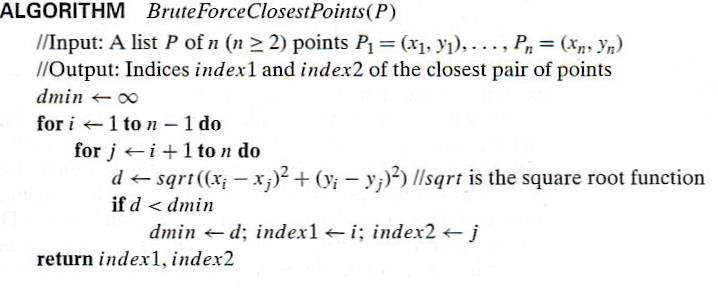 ALGORITHM BruteForceClosestPoints(P)
//Input: A list P of n (n ≥ 2) points P₁ = (x₁, y₁), . . . , Pₙ = (xₙ, yₙ)
//Output: Indices index1 and index2 of the closest pair of points
dmin ← ∞
for i ← 1 to n − 1 do
for j ← i + 1 to n do
d ← sqrt((xᵢ − xⱼ)² + (yᵢ − yⱼ)²) //sqrt is the square root function
if d < dmin
dmin ← d; index1 ← i; index2 ← j
return index1, index2